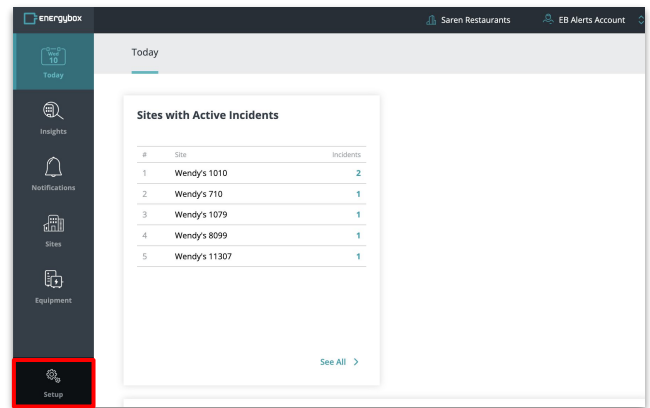 energybox
Saren Restaurants
EB Alerts Account
Wed
10
Today
Today
Insights
Notifications
Sites
Equipment
Setup
Sites with Active Incidents
# Site Incidents
1 Wendy's 1010 2
2 Wendy's 710 1
3 Wendy's 1079 1
4 Wendy's 8099 1
5 Wendy's 11307 1
See All >